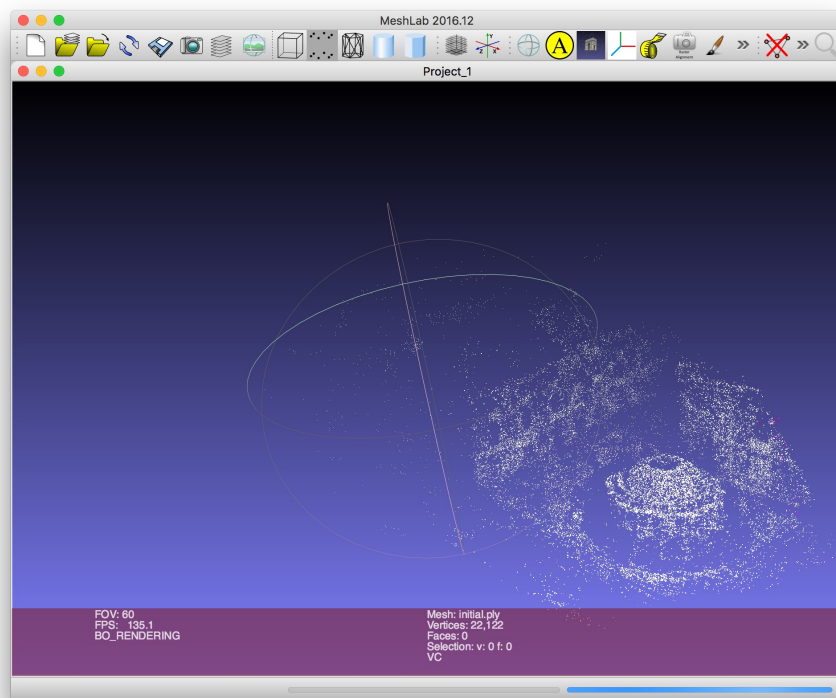 MeshLab 2016.12
A
Project_1
FOV: 60
FPS: 135.1
BO_RENDERING
Mesh: initial.ply
Vertices: 22,122
Faces: 0
Selection: v: 0 f: 0
VC